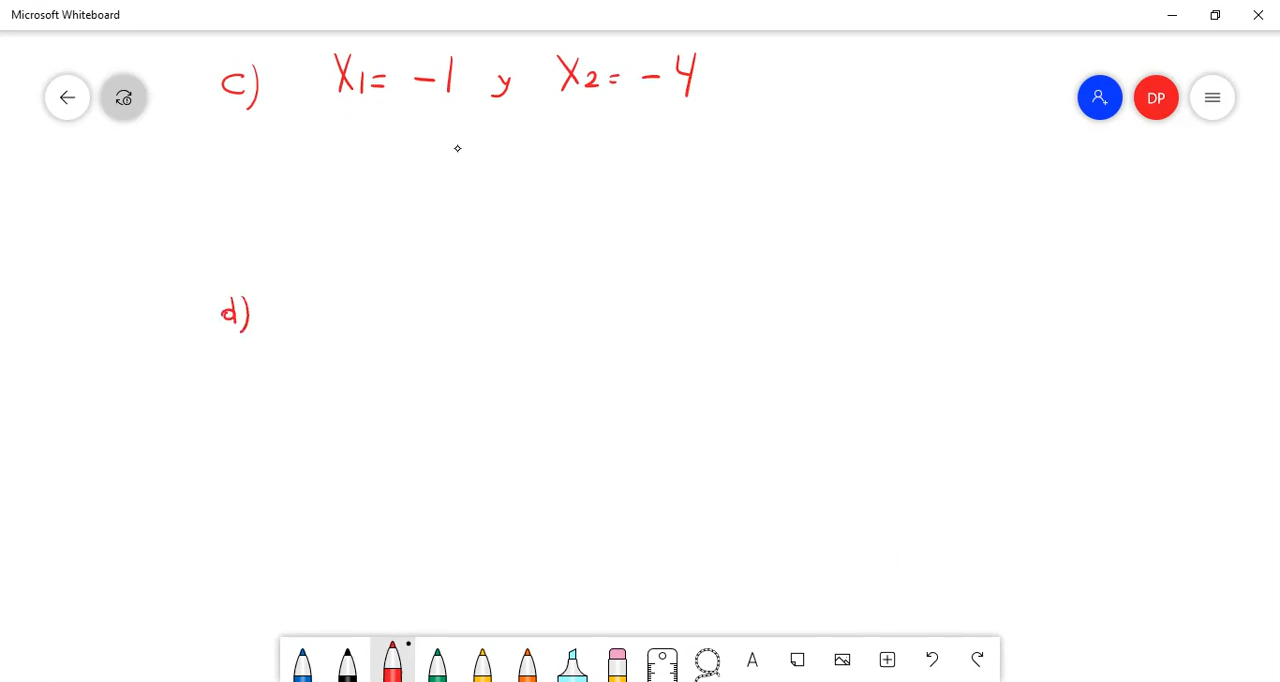 Microsoft Whiteboard
c) X1 = -1 y X2 = -4
DP
d)
A